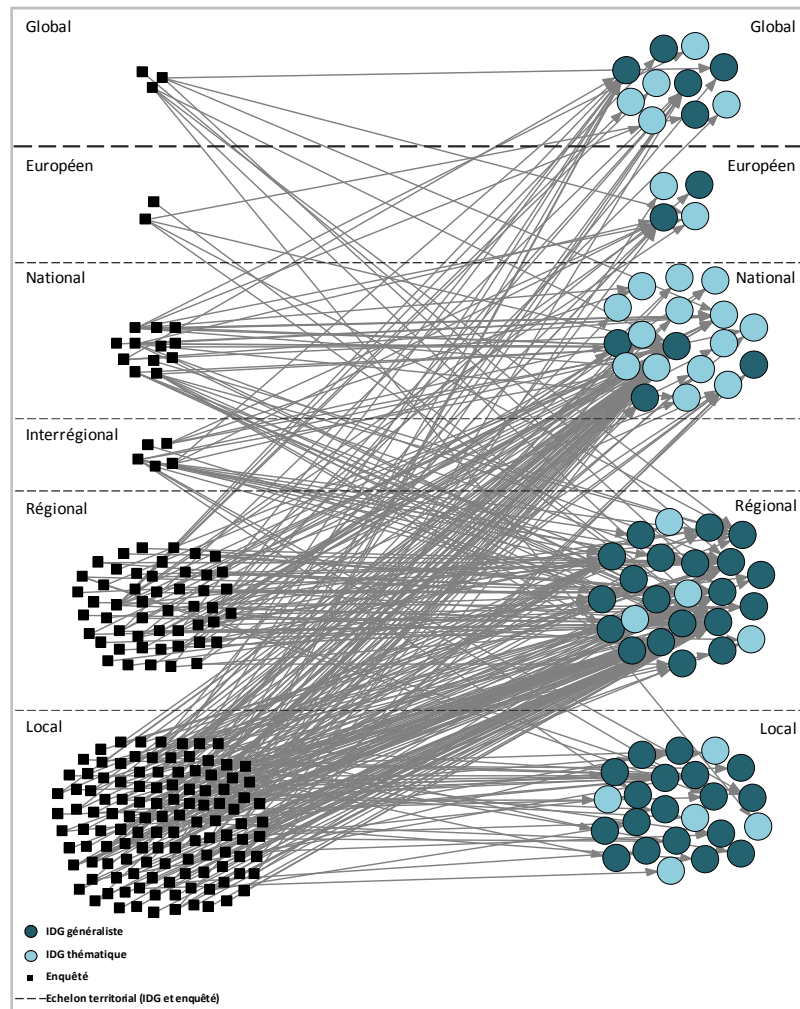 Global Global
Européen Européen
National National
Interrégional
Régional Régional
Local Local
IDG généraliste
IDG thématique
Enquêté
Echelon territorial (IDG et enquêté)